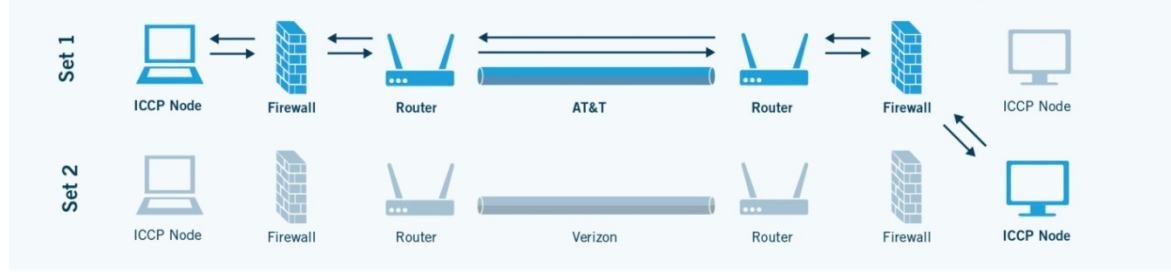 Set 1
ICCP Node
Firewall
Router
AT&T
Router
Firewall
ICCP Node
Set 2
ICCP Node
Firewall
Router
Verizon
Router
Firewall
ICCP Node